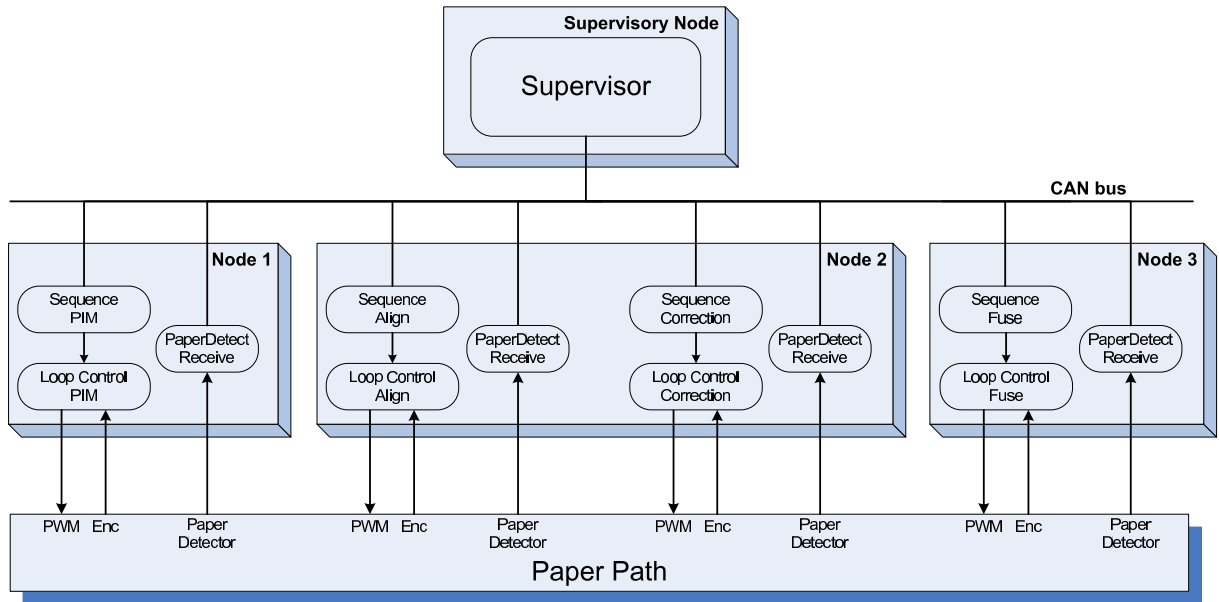 Supervisory Node
Supervisor
CAN bus
Node 1
Sequence
PIM
PaperDetect
Receive
Loop Control
PIM
Node 2
Sequence
Align
PaperDetect
Receive
Loop Control
Align
Sequence
Correction
PaperDetect
Receive
Loop Control
Correction
Node 3
Sequence
Fuse
PaperDetect
Receive
Loop Control
Fuse
PWM
Enc
Paper
Detector
PWM
Enc
Paper
Detector
PWM
Enc
Paper
Detector
PWM
Enc
Paper
Detector
Paper Path